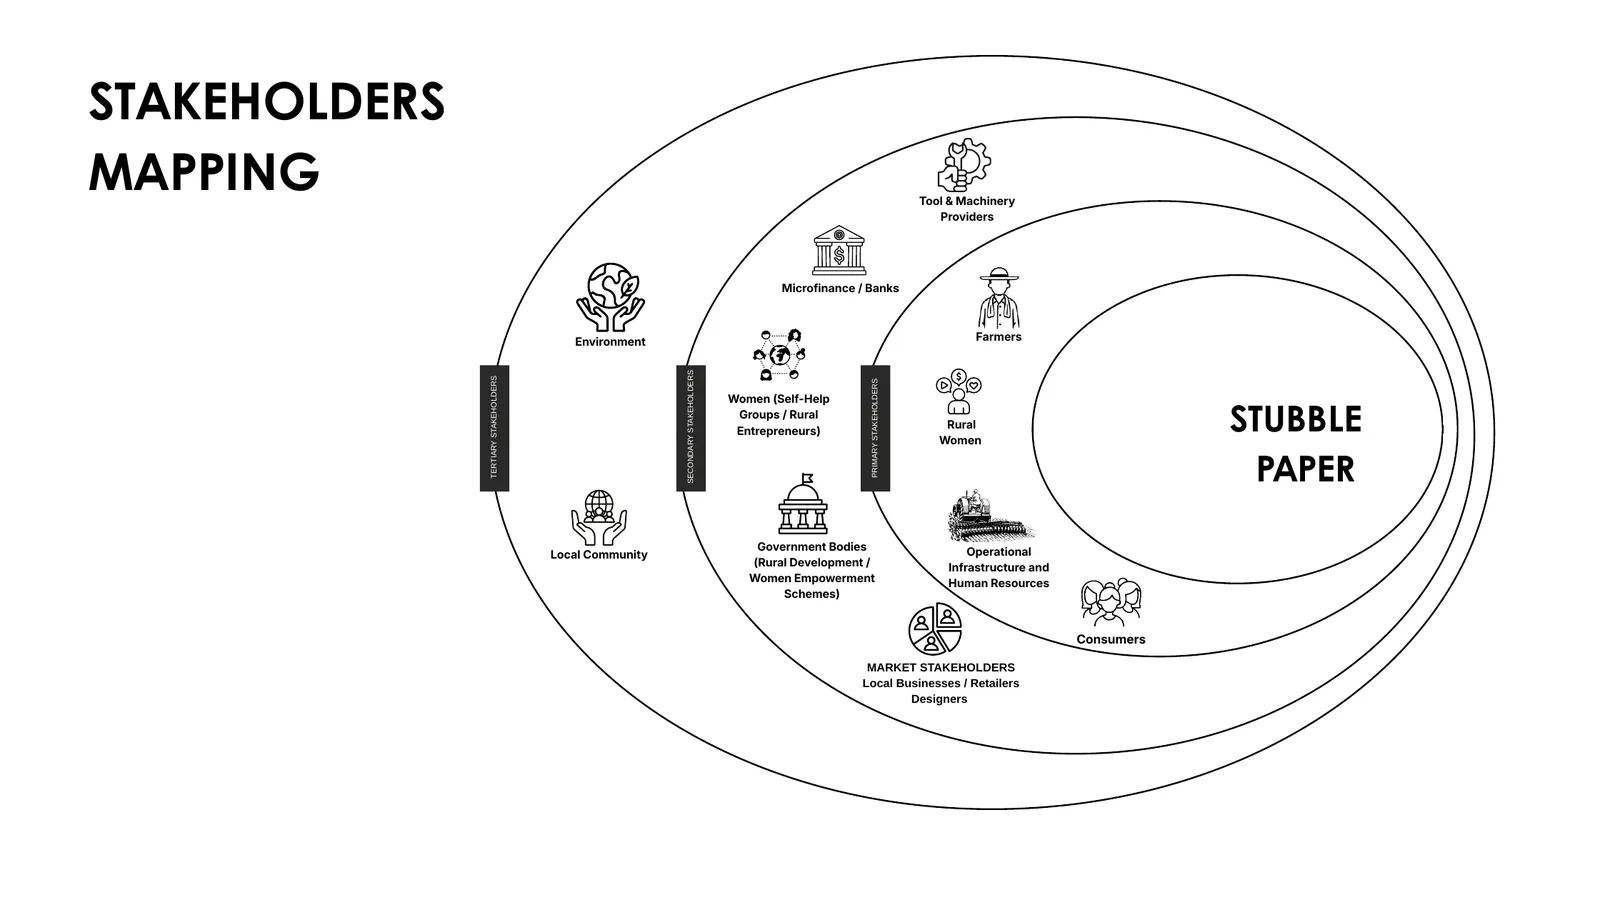 STAKEHOLDERS
MAPPING
Tool & Machinery
Providers
Microfinance / Banks
Farmers
Environment
Women (Self-Help
Groups / Rural
Entrepreneurs)
Rural
Women
TERTIARY STAKEHOLDERS
SECONDARY STAKEHOLDERS
PRIMARY STAKEHOLDERS
STUBBLE
PAPER
Local Community
Government Bodies
(Rural Development /
Women Empowerment
Schemes)
Operational
Infrastructure and
Human Resources
Consumers
MARKET STAKEHOLDERS
Local Businesses / Retailers
Designers